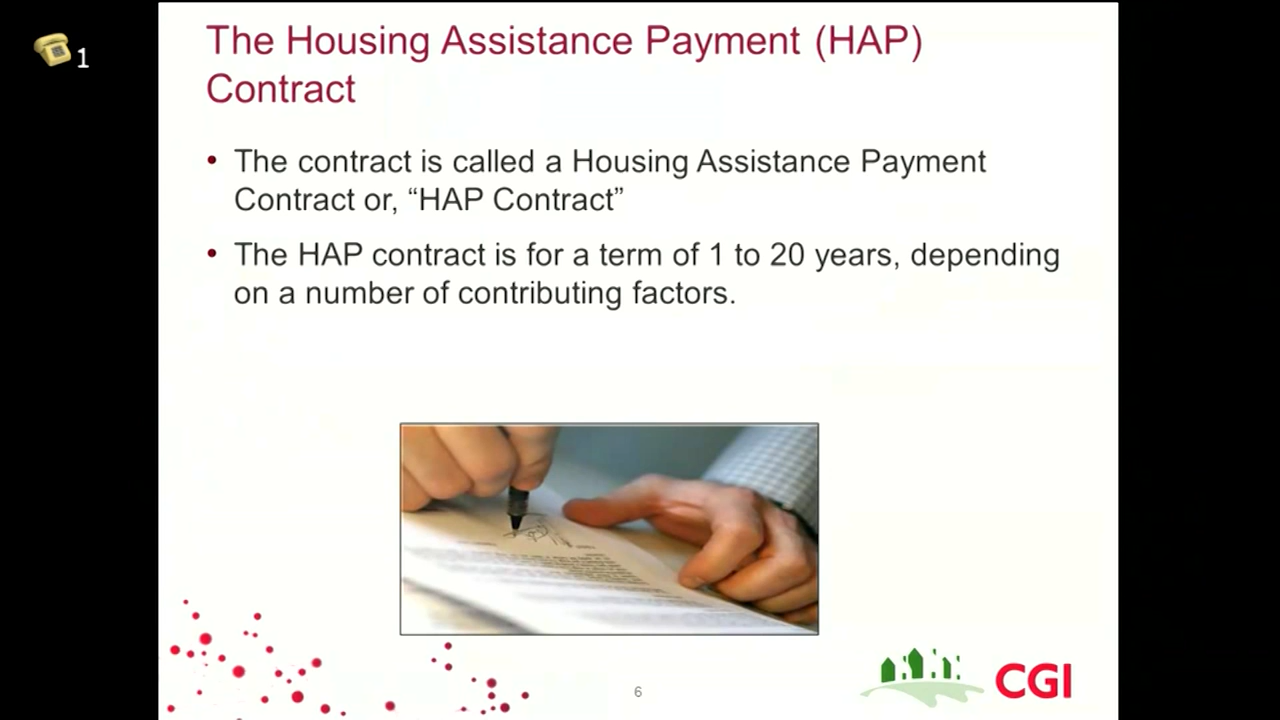 1
The Housing Assistance Payment (HAP)
Contract
• The contract is called a Housing Assistance Payment
Contract or, “HAP Contract”
• The HAP contract is for a term of 1 to 20 years, depending
on a number of contributing factors.
6
CGI